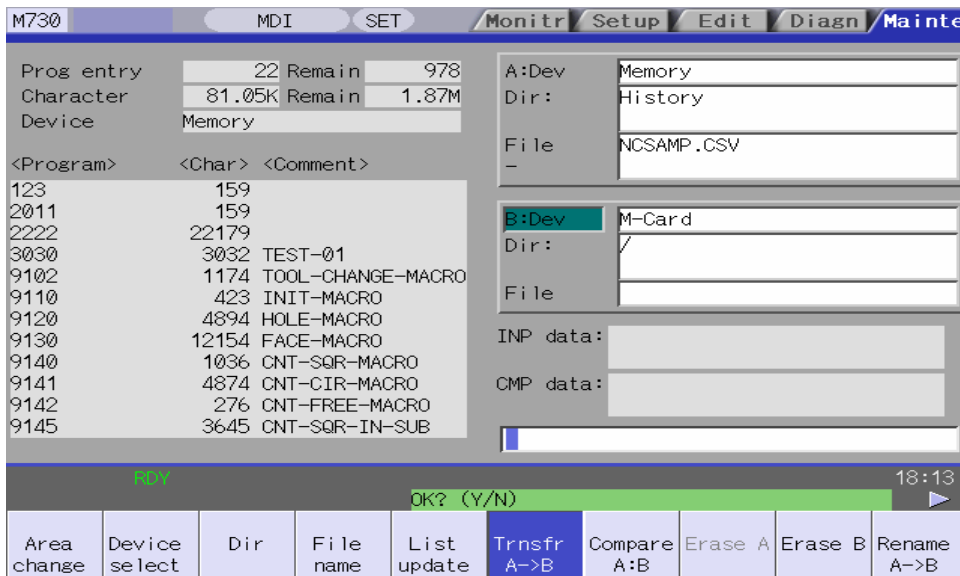 M730 MDI SET Monitr Setup Edit Diagn Mainte
Prog entry 22 Remain 978
Character 81.05K Remain 1.87M
Device Memory
<Program> <Char> <Comment>
123 159
2011 159
2222 22179
3030 3032 TEST-01
9102 1174 TOOL-CHANGE-MACRO
9110 423 INIT-MACRO
9120 4894 HOLE-MACRO
9130 12154 FACE-MACRO
9140 1036 CNT-SQR-MACRO
9141 4874 CNT-CIR-MACRO
9142 276 CNT-FREE-MACRO
9145 3645 CNT-SQR-IN-SUB
A:Dev Memory
Dir: History
File NCSAMP.CSV
–
B:Dev M-Card
Dir: /
File
INP data:
CMP data:
RDY 18:13
OK? (Y/N)
Area change
Device select
Dir
File name
List update
Trnsfr A->B
Compare A:B
Erase A
Erase B
Rename A->B